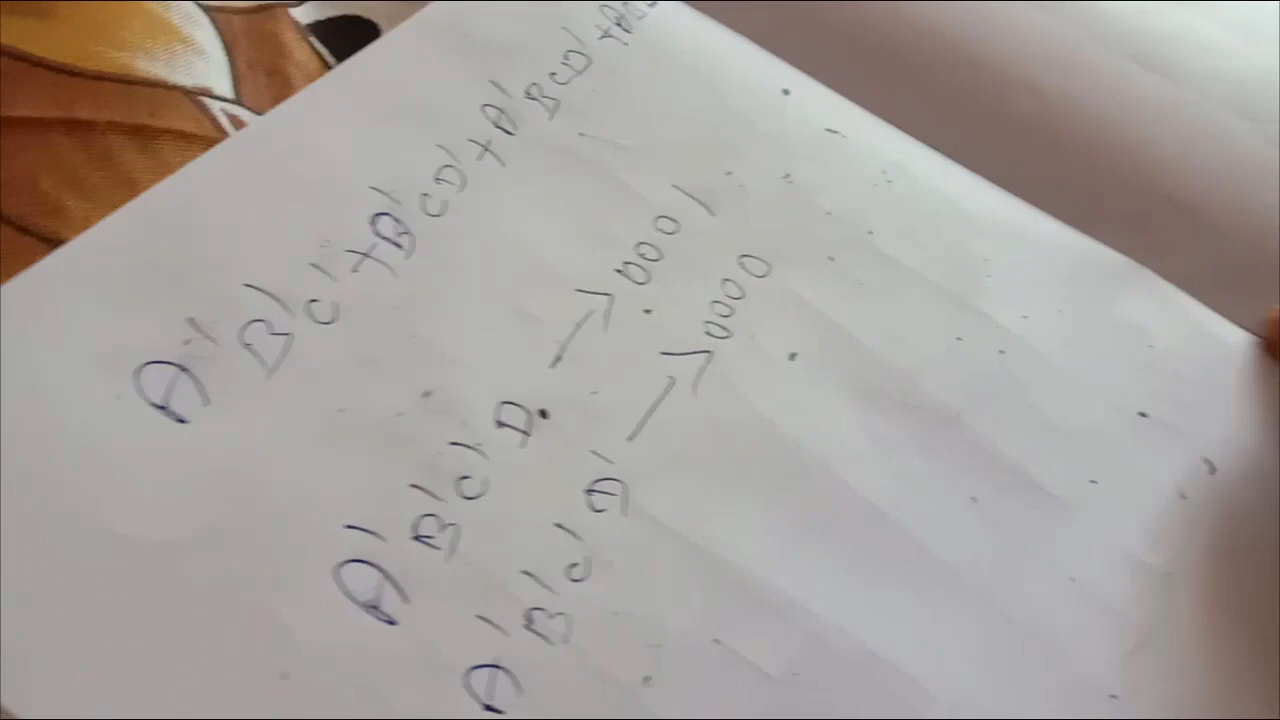 A'B'C'+B'CD'+A'BCD'+A
A'B'C'D. —> 0001
A'B'C'D' —> 0000